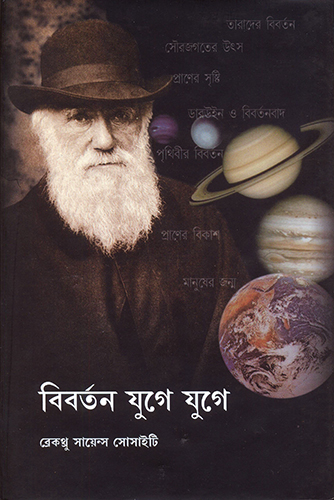 তারাদের বিবর্তন
সৌরজগতের উৎস
প্রাণের সৃষ্টি
ডারউইন ও বিবর্তনবাদ
পৃথিবীর বিবর্তন
প্রাণের বিকাশ
মানুষের জন্ম
বিবর্তন যুগে যুগে
ব্রেকথ্রু সায়েন্স সোসাইটি